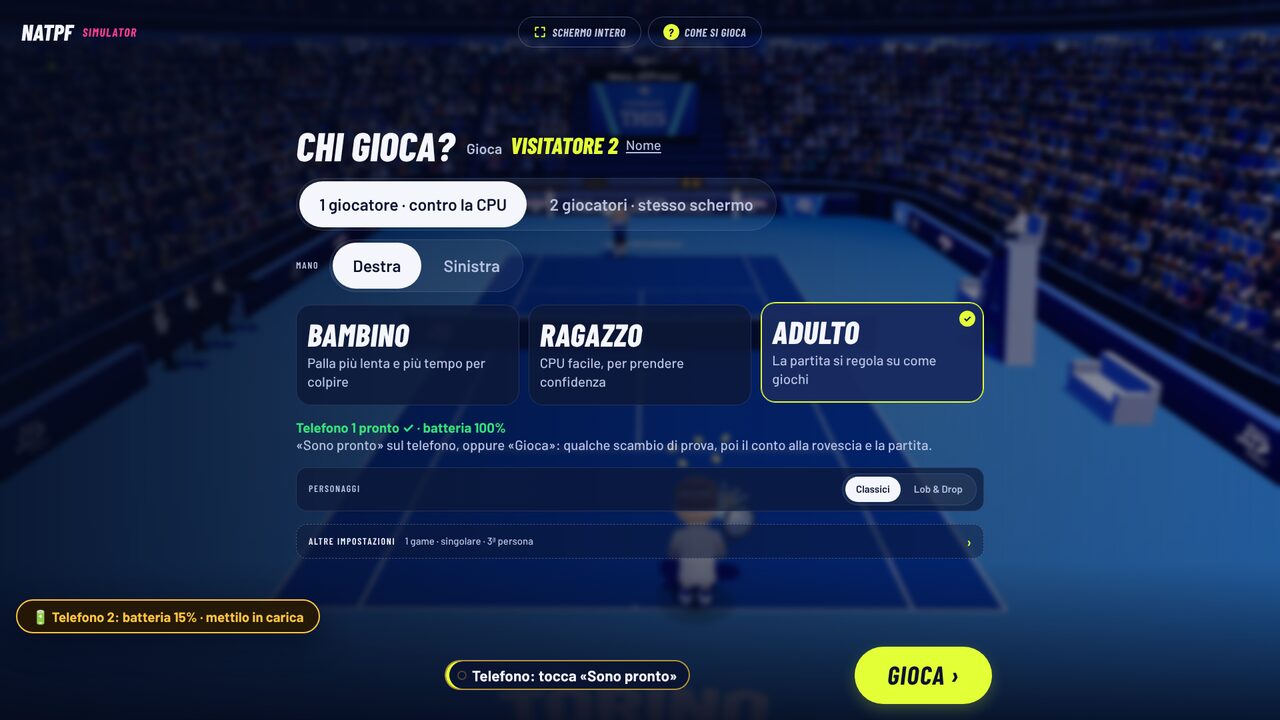 NATPF SIMULATOR
SCHERMO INTERO
? COME SI GIOCA
CHI GIOCA? Gioca VISITATORE 2 Nome
1 giocatore · contro la CPU
2 giocatori · stesso schermo
MANO
Destra
Sinistra
BAMBINO
Palla più lenta e più tempo per
colpire
RAGAZZO
CPU facile, per prendere
confidenza
ADULTO
La partita si regola su come
giochi
Telefono 1 pronto ✓ · batteria 100%
«Sono pronto» sul telefono, oppure «Gioca»: qualche scambio di prova, poi il conto alla rovescia e la partita.
PERSONAGGI
Classici
Lob & Drop
ALTRE IMPOSTAZIONI 1 game · singolare · 3ª persona ›
Telefono 2: batteria 15% · mettilo in carica
Telefono: tocca «Sono pronto»
GIOCA ›
TORINO